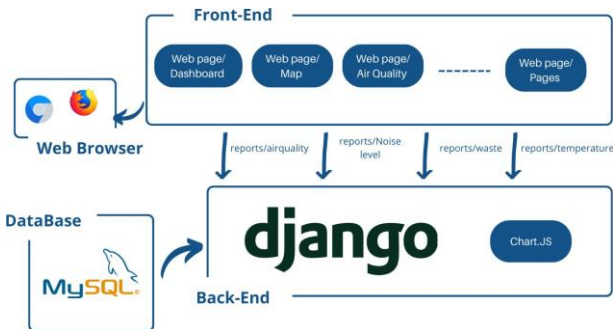 Front-End
Web page/
Dashboard
Web page/
Map
Web page/
Air Quality
Web page/
Pages
Web Browser
reports/airquality
reports/Noise
level
reports/waste
reports/temperature
DataBase
MySQL®
django
Chart.JS
Back-End